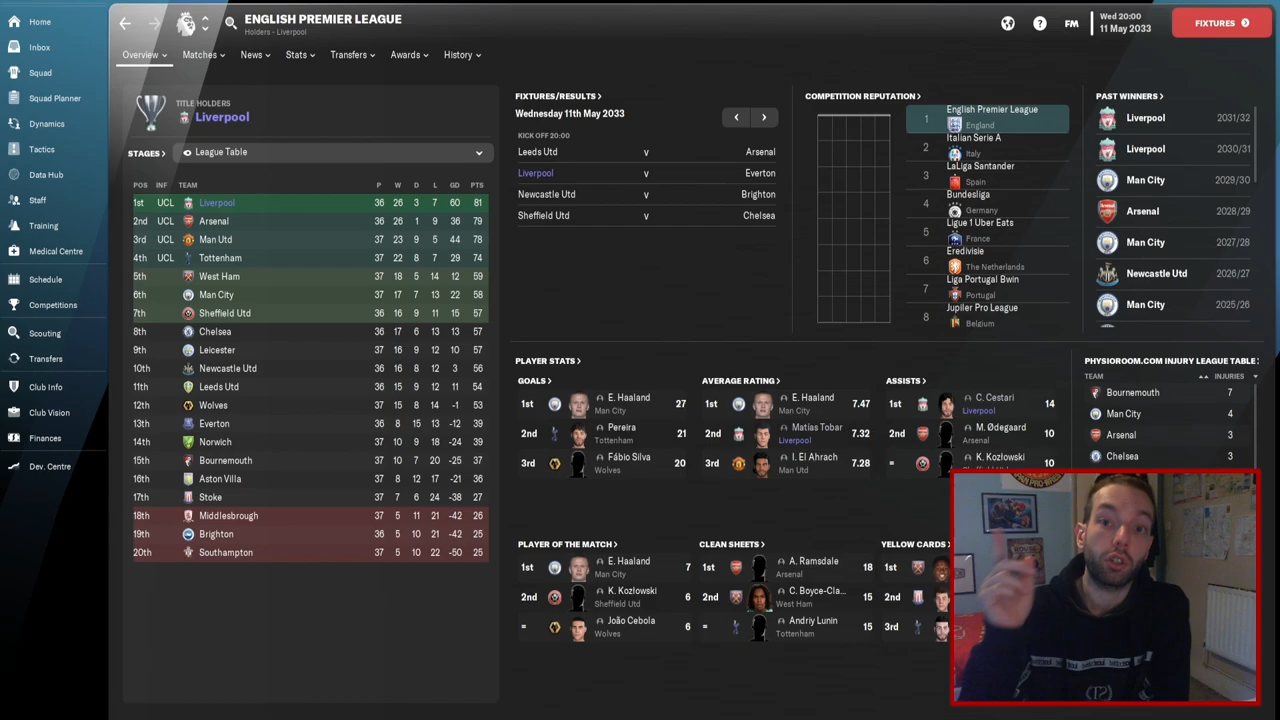 Home
Inbox
Squad
Squad Planner
Dynamics
Tactics
Data Hub
Staff
Training
Medical Centre
Schedule
Competitions
Scouting
Transfers
Club Info
Club Vision
Finances
Dev. Centre
ENGLISH PREMIER LEAGUE
Holders - Liverpool
FM
Wed 20:00
11 May 2033
FIXTURES
Overview Matches News Stats Transfers Awards History
TITLE HOLDERS
Liverpool
STAGES > League Table
POS INF TEAM P W D L GD PTS
1st UCL Liverpool 36 26 3 7 60 81
2nd UCL Arsenal 36 26 1 9 36 79
3rd UCL Man Utd 37 23 9 5 44 78
4th UCL Tottenham 37 22 8 7 29 74
5th West Ham 37 18 5 14 12 59
6th Man City 37 17 7 13 22 58
7th Sheffield Utd 36 16 9 11 15 57
8th Chelsea 36 17 6 13 13 57
9th Leicester 37 16 9 12 10 57
10th Newcastle Utd 36 16 8 12 3 56
11th Leeds Utd 36 15 9 12 11 54
12th Wolves 37 15 8 14 -1 53
13th Everton 36 8 15 13 -12 39
14th Norwich 37 10 9 18 -24 39
15th Bournemouth 37 10 7 20 -25 37
16th Aston Villa 37 8 12 17 -21 36
17th Stoke 37 7 6 24 -38 27
18th Middlesbrough 37 5 11 21 -42 26
19th Brighton 36 5 10 21 -42 25
20th Southampton 37 5 10 22 -50 25
FIXTURES/RESULTS >
Wednesday 11th May 2033
KICK OFF 20:00
Leeds Utd v Arsenal
Liverpool v Everton
Newcastle Utd v Brighton
Sheffield Utd v Chelsea
COMPETITION REPUTATION >
1 English Premier League
England
2 Italian Serie A
Italy
3 LaLiga Santander
Spain
4 Bundesliga
Germany
5 Ligue 1 Uber Eats
France
6 Eredivisie
The Netherlands
7 Liga Portugal Bwin
Portugal
8 Jupiler Pro League
Belgium
PAST WINNERS >
Liverpool 2031/32
Liverpool 2030/31
Man City 2029/30
Arsenal 2028/29
Man City 2027/28
Newcastle Utd 2026/27
Man City 2025/26
PLAYER STATS >
GOALS >
1st E. Haaland 27
Man City
2nd Pereira 21
Tottenham
3rd Fábio Silva 20
Wolves
AVERAGE RATING >
1st E. Haaland 7.47
Man City
2nd Matías Tobar 7.32
Liverpool
3rd I. El Ahrach 7.28
Man Utd
ASSISTS >
1st C. Cestari 14
Liverpool
2nd M. Ødegaard 10
Arsenal
= K. Kozlowski 10
PHYSIOROOM.COM INJURY LEAGUE TABLE
TEAM INJURIES
Bournemouth 7
Man City 4
Arsenal 3
Chelsea 3
PLAYER OF THE MATCH >
1st E. Haaland 7
Man City
2nd K. Kozlowski 6
Sheffield Utd
= João Cebola 6
Wolves
CLEAN SHEETS >
1st A. Ramsdale 18
Arsenal
2nd C. Boyce-Cla... 15
West Ham
= Andriy Lunin 15
Tottenham
YELLOW CARDS
1st
2nd
3rd